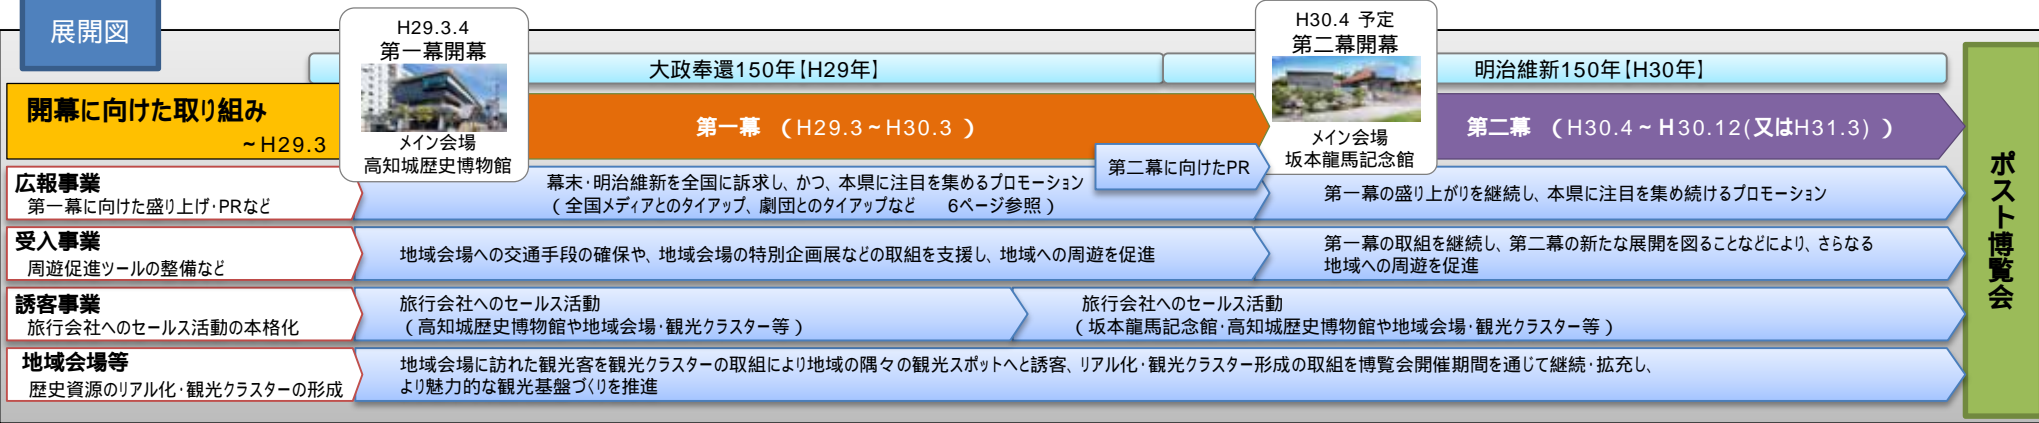 展開図
H29.3.4
第一幕開幕
メイン会場
高知城歴史博物館
H30.4 予定
第二幕開幕
メイン会場
坂本龍馬記念館
大政奉還150年【H29年】
明治維新150年【H30年】
開幕に向けた取り組み
~H29.3
第一幕 (H29.3~H30.3 )
第二幕 (H30.4~H30.12(又はH31.3) )
第二幕に向けたPR
ポスト博覧会
広報事業
第一幕に向けた盛り上げ・PRなど
幕末・明治維新を全国に訴求し、かつ、本県に注目を集めるプロモーション
(全国メディアとのタイアップ、劇団とのタイアップなど 6ページ参照)
第一幕の盛り上がりを継続し、本県に注目を集め続けるプロモーション
受入事業
周遊促進ツールの整備など
地域会場への交通手段の確保や、地域会場の特別企画展などの取組を支援し、地域への周遊を促進
第一幕の取組を継続し、第二幕の新たな展開を図ることなどにより、さらなる
地域への周遊を促進
誘客事業
旅行会社へのセールス活動の本格化
旅行会社へのセールス活動
(高知城歴史博物館や地域会場・観光クラスター等)
旅行会社へのセールス活動
(坂本龍馬記念館・高知城歴史博物館や地域会場・観光クラスター等)
地域会場等
歴史資源のリアル化・観光クラスターの形成
地域会場に訪れた観光客を観光クラスターの取組により地域の隅々の観光スポットへと誘客、リアル化・観光クラスター形成の取組を博覧会開催期間を通じて継続・拡充し、
より魅力的な観光基盤づくりを推進